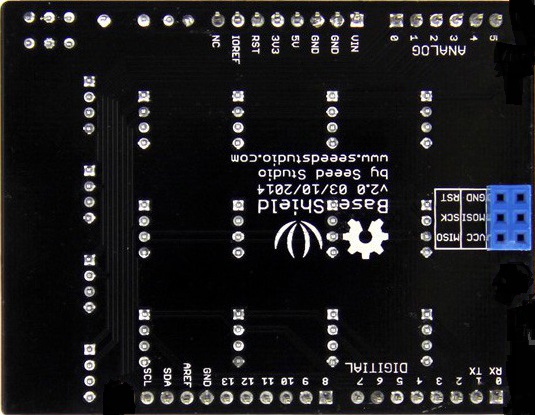 NC
IOREF
RST
3V3
5V
GND
GND
VIN
0
1
2
3
4
5
ANALOG
Base Shield
v2.0 03/10/2014
by Seeed Studio
www.seeedstudio.com
RST GND
MOSI SCK
MISO VCC
DIGITIAL
SCL
SDA
AREF
GND
13
12
11
10
9
8
7
6
5
4
3
2
1
0
TX
RX